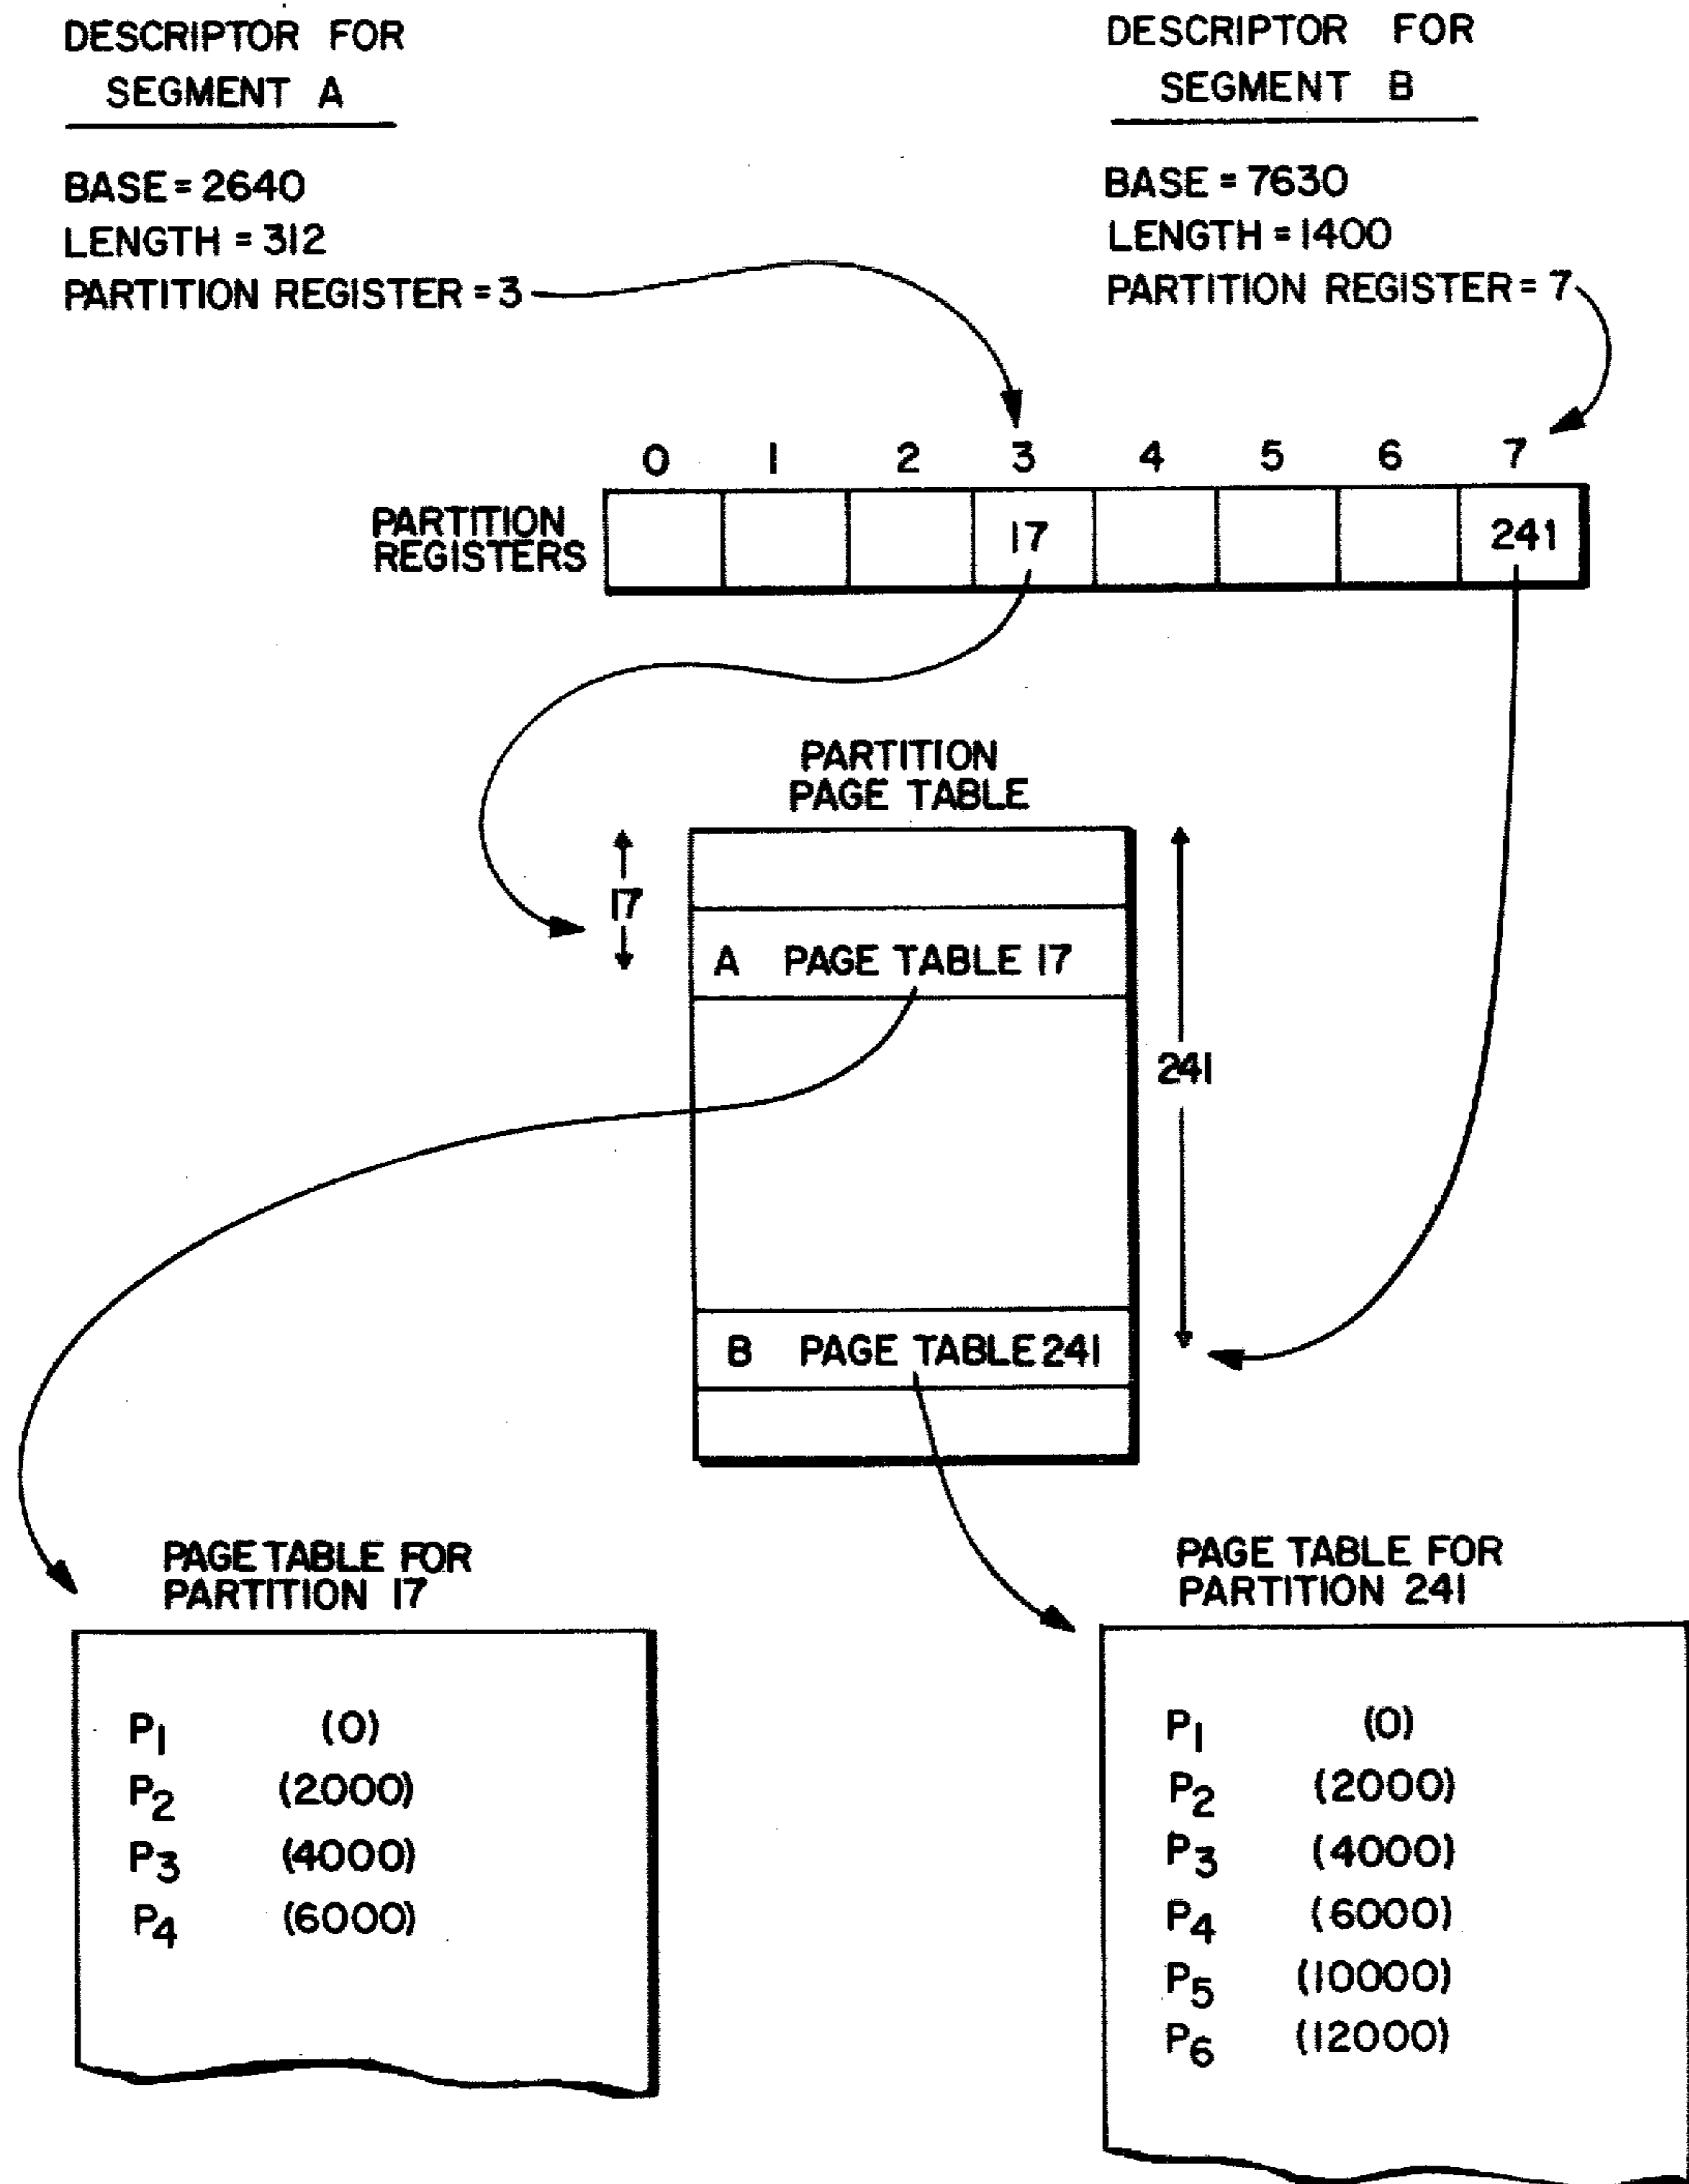 DESCRIPTOR FOR
SEGMENT A
BASE = 2640
LENGTH = 312
PARTITION REGISTER = 3
DESCRIPTOR FOR
SEGMENT B
BASE = 7630
LENGTH = 1400
PARTITION REGISTER = 7
0 1 2 3 4 5 6 7
PARTITION
REGISTERS
17 241
PARTITION
PAGE TABLE
17
A PAGE TABLE 17
241
B PAGE TABLE 241
PAGE TABLE FOR
PARTITION 17
P1 (0)
P2 (2000)
P3 (4000)
P4 (6000)
PAGE TABLE FOR
PARTITION 241
P1 (0)
P2 (2000)
P3 (4000)
P4 (6000)
P5 (10000)
P6 (12000)